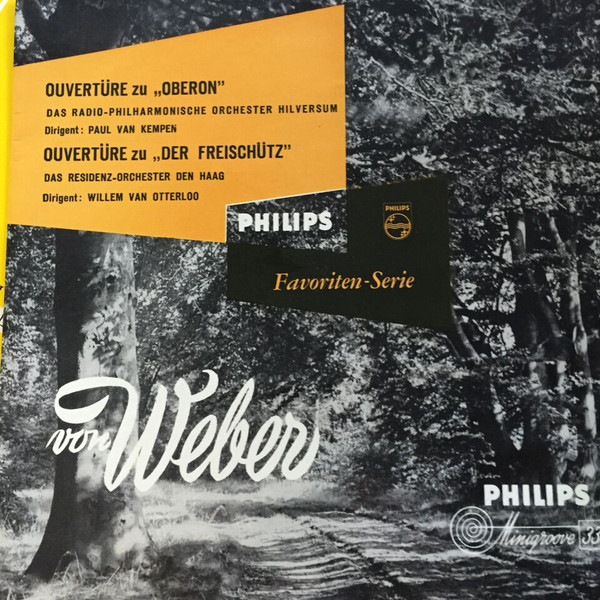 OUVERTÜRE zu „OBERON”
DAS RADIO-PHILHARMONISCHE ORCHESTER HILVERSUM
Dirigent: PAUL VAN KEMPEN
OUVERTÜRE zu „DER FREISCHÜTZ”
DAS RESIDENZ-ORCHESTER DEN HAAG
Dirigent: WILLEM VAN OTTERLOO
PHILIPS
PHILIPS
Favoriten-Serie
von Weber
PHILIPS
Minigroove 33